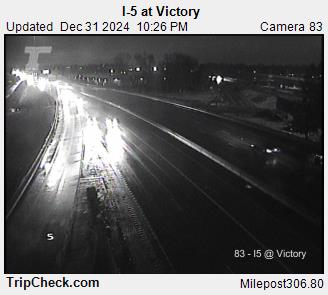 I-5 at Victory
Updated Dec 31 2024 10:26 PM Camera 83
S
83 - I5 @ Victory
TripCheck.com Milepost306.80